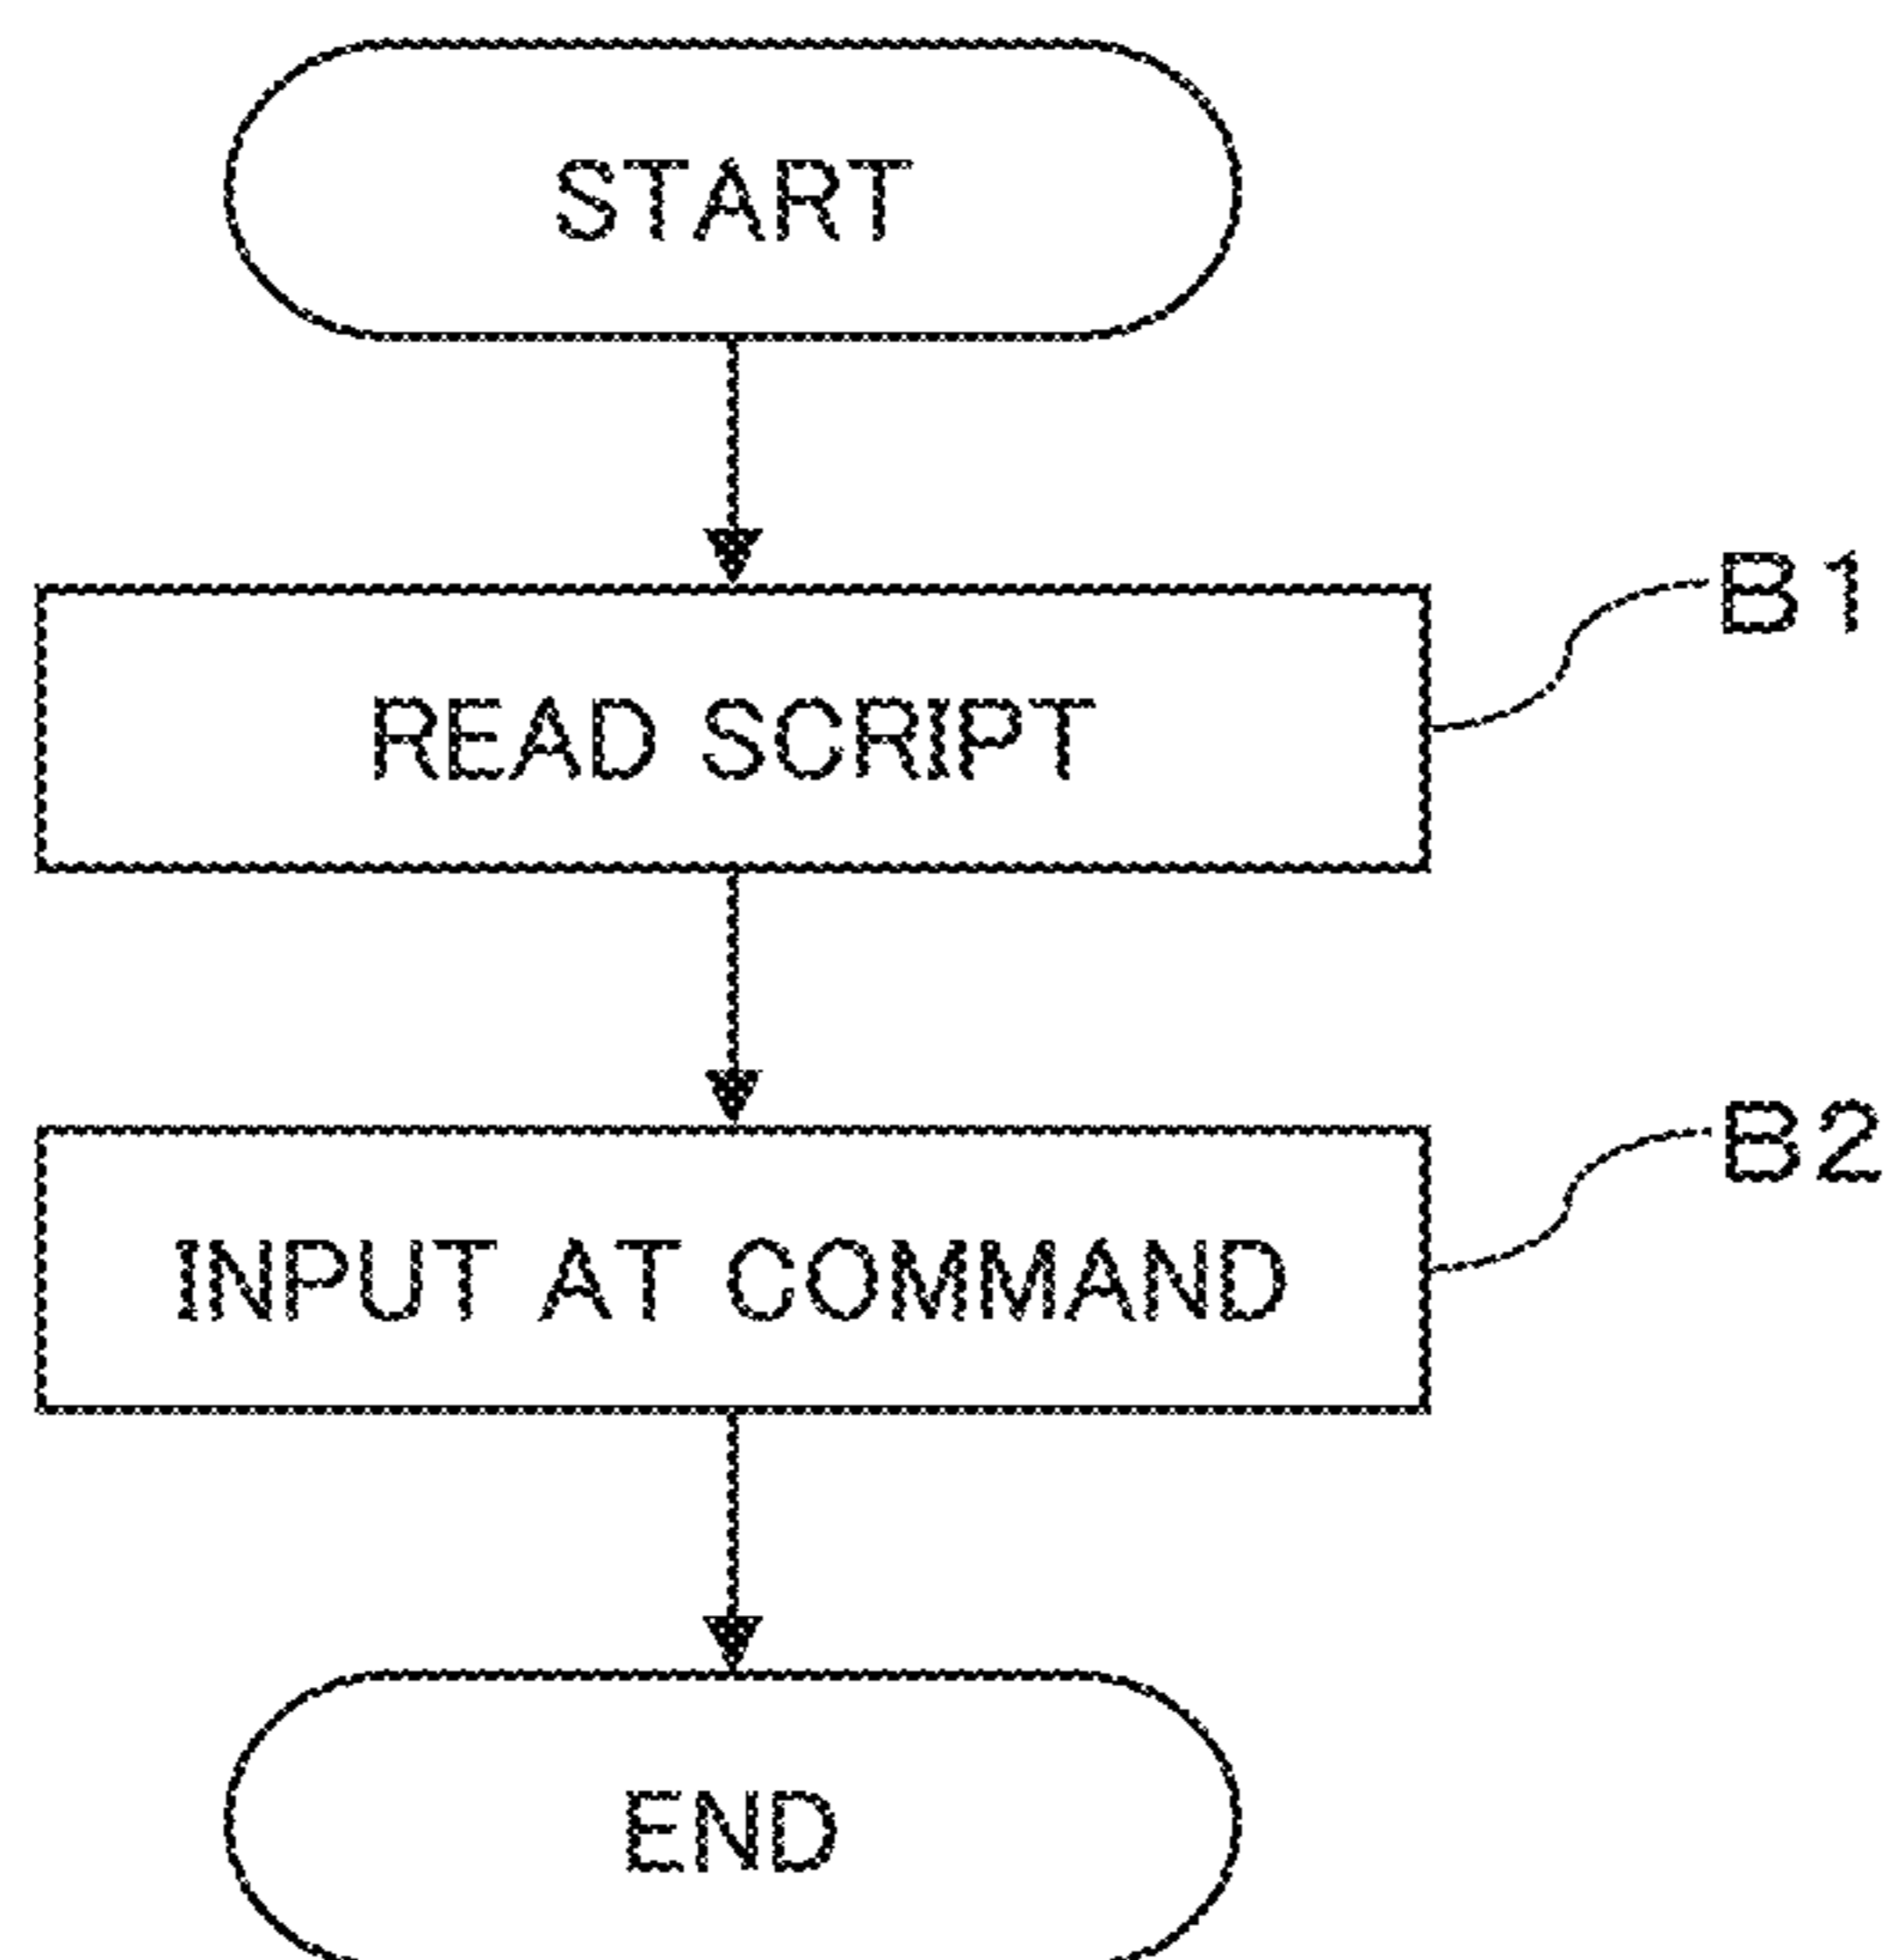 START
B1
READ SCRIPT
B2
INPUT AT COMMAND
END